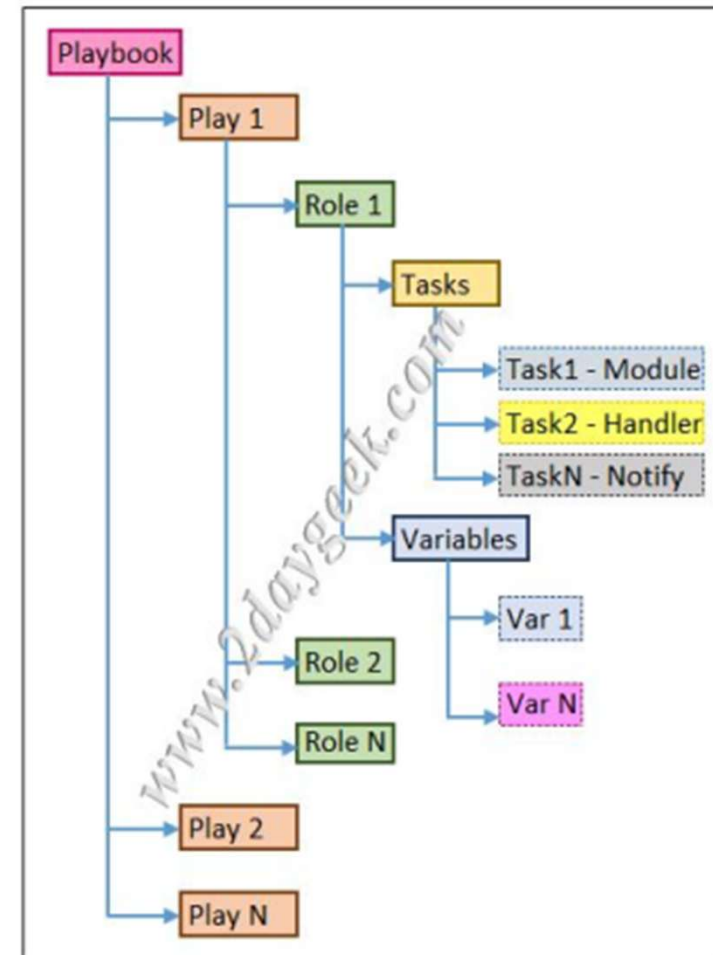 Playbook
Play 1
Role 1
Tasks
Task1 - Module
Task2 - Handler
TaskN - Notify
Variables
Var 1
Role 2
Var N
Role N
Play 2
Play N
www.2daygeek.com